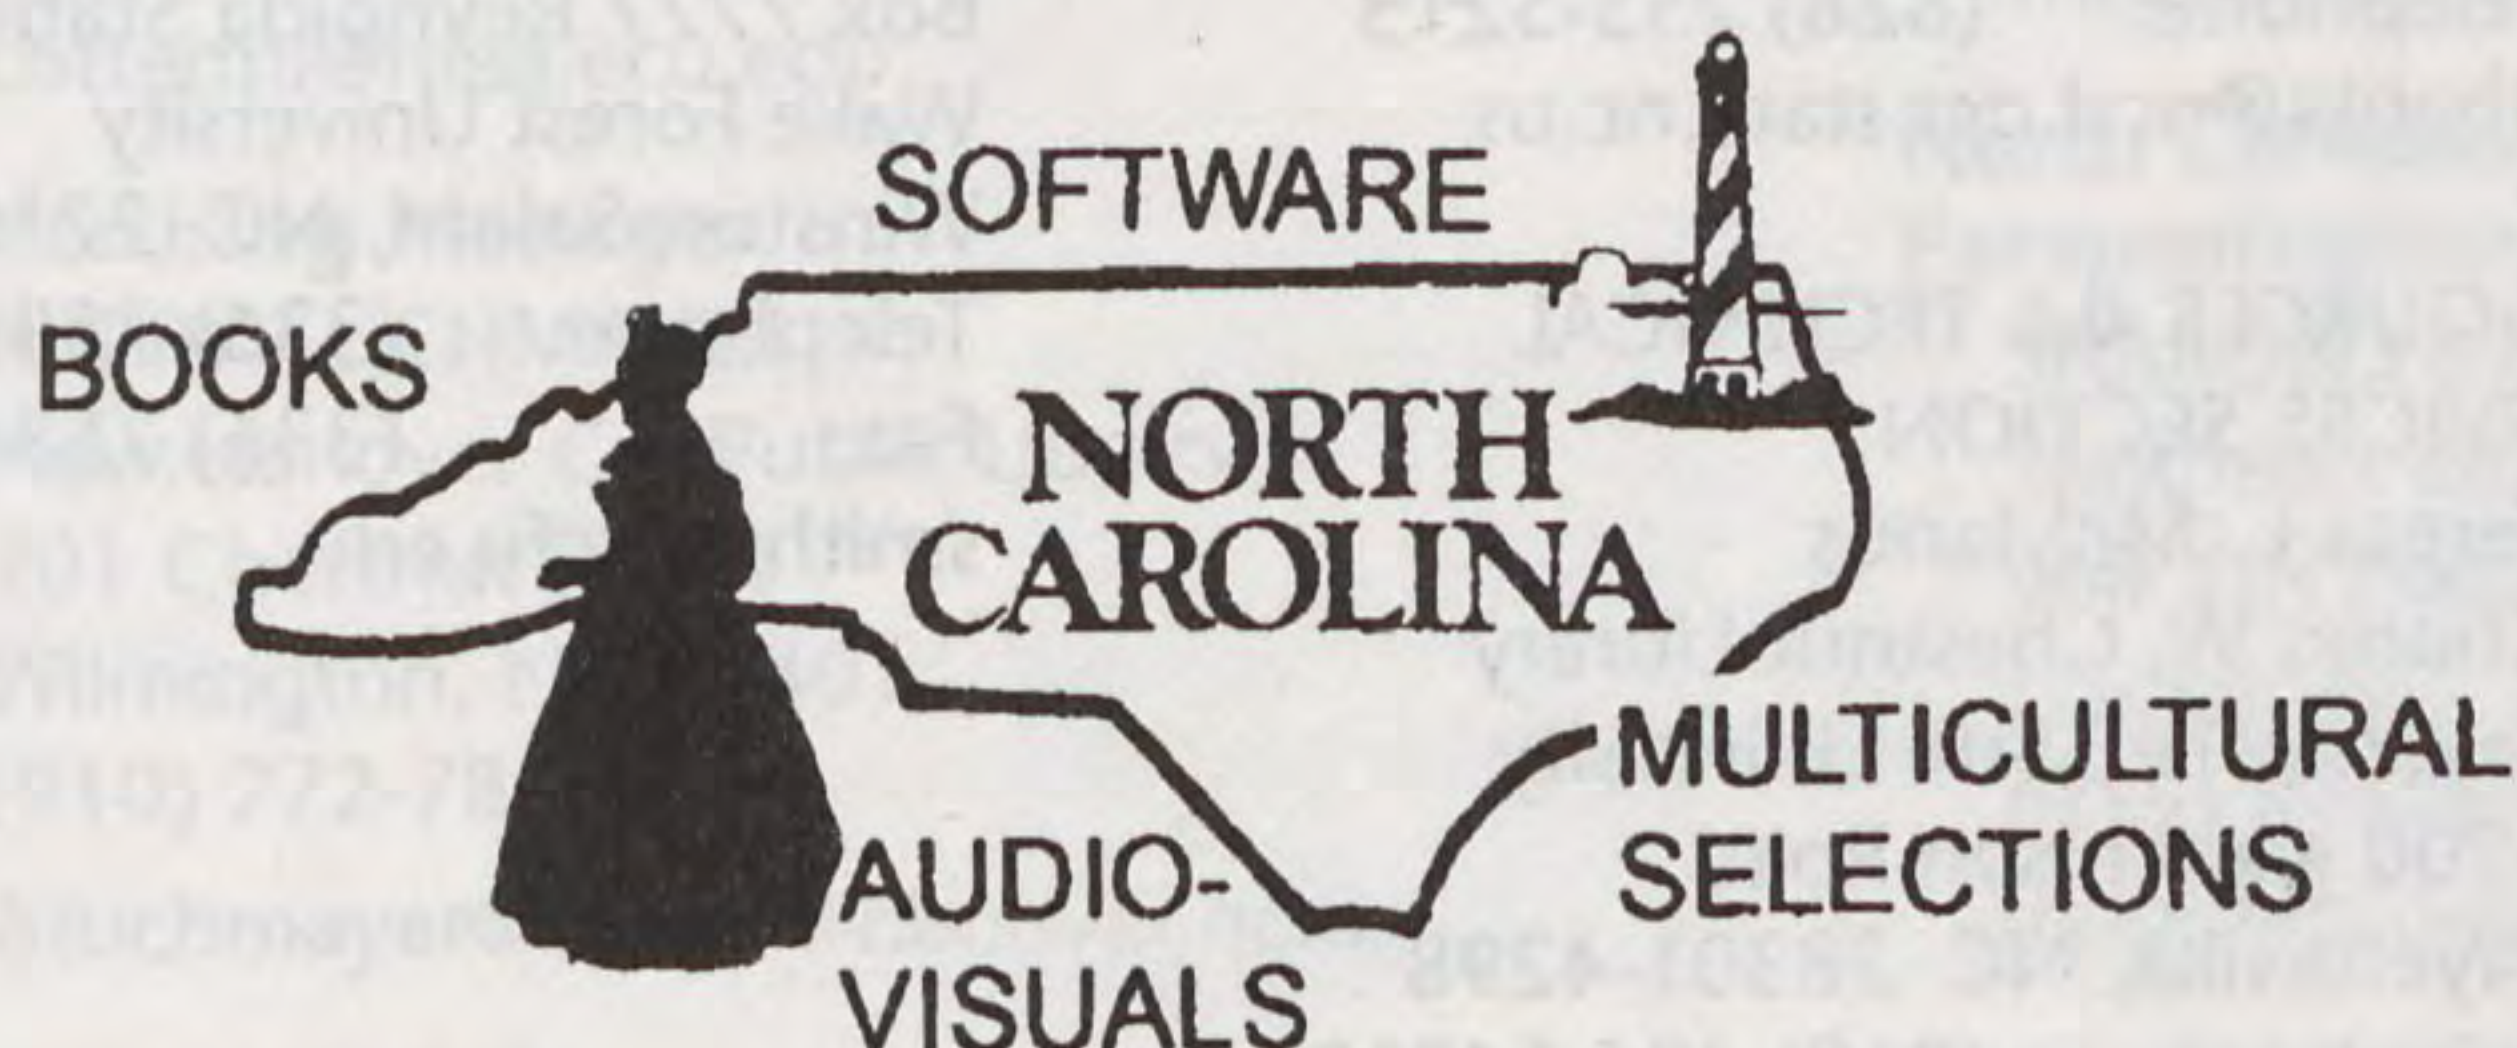 SOFTWARE
BOOKS
NORTH
CAROLINA
MULTICULTURAL
SELECTIONS
AUDIO-
VISUALS